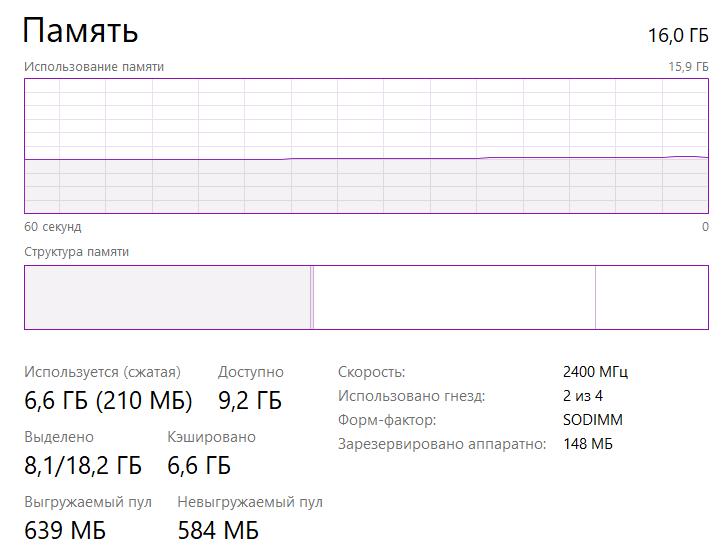 Память
16,0 ГБ
Использование памяти
15,9 ГБ
60 секунд
0
Структура памяти
Используется (сжатая)
Доступно
6,6 ГБ (210 МБ)
9,2 ГБ
Выделено
Кэшировано
8,1/18,2 ГБ
6,6 ГБ
Выгружаемый пул
Невыгружаемый пул
639 МБ
584 МБ
Скорость:
2400 МГц
Использовано гнезд:
2 из 4
Форм-фактор:
SODIMM
Зарезервировано аппаратно:
148 МБ